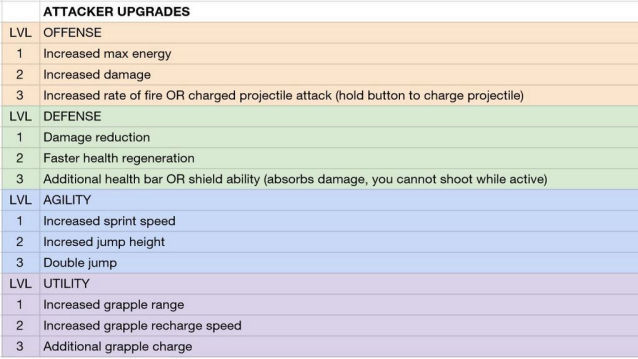 ATTACKER UPGRADES
LVL OFFENSE
1 Increased max energy
2 Increased damage
3 Increased rate of fire OR charged projectile attack (hold button to charge projectile)
LVL DEFENSE
1 Damage reduction
2 Faster health regeneration
3 Additional health bar OR shield ability (absorbs damage, you cannot shoot while active)
LVL AGILITY
1 Increased sprint speed
2 Incresed jump height
3 Double jump
LVL UTILITY
1 Increased grapple range
2 Increased grapple recharge speed
3 Additional grapple charge